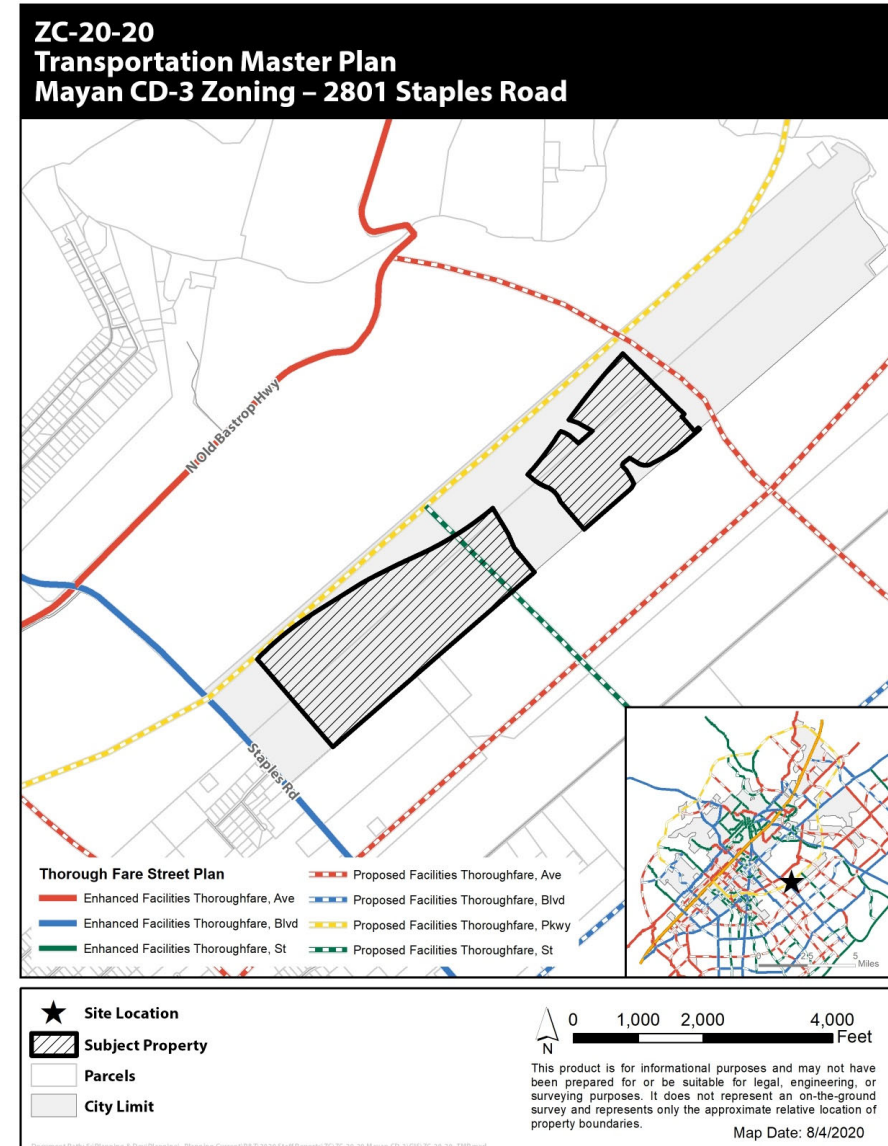 ZC-20-20
Transportation Master Plan
Mayan CD-3 Zoning – 2801 Staples Road
N Old Bastrop Hwy
Staples Rd
Thorough Fare Street Plan
Enhanced Facilities Thoroughfare, Ave
Enhanced Facilities Thoroughfare, Blvd
Enhanced Facilities Thoroughfare, St
Proposed Facilities Thoroughfare, Ave
Proposed Facilities Thoroughfare, Blvd
Proposed Facilities Thoroughfare, Pkwy
Proposed Facilities Thoroughfare, St
0 2.5 5
Miles
Site Location
Subject Property
Parcels
City Limit
N
0 1,000 2,000 4,000
Feet
This product is for informational purposes and may not have
been prepared for or be suitable for legal, engineering, or
surveying purposes. It does not represent an on-the-ground
survey and represents only the approximate relative location of
property boundaries.
Map Date: 8/4/2020